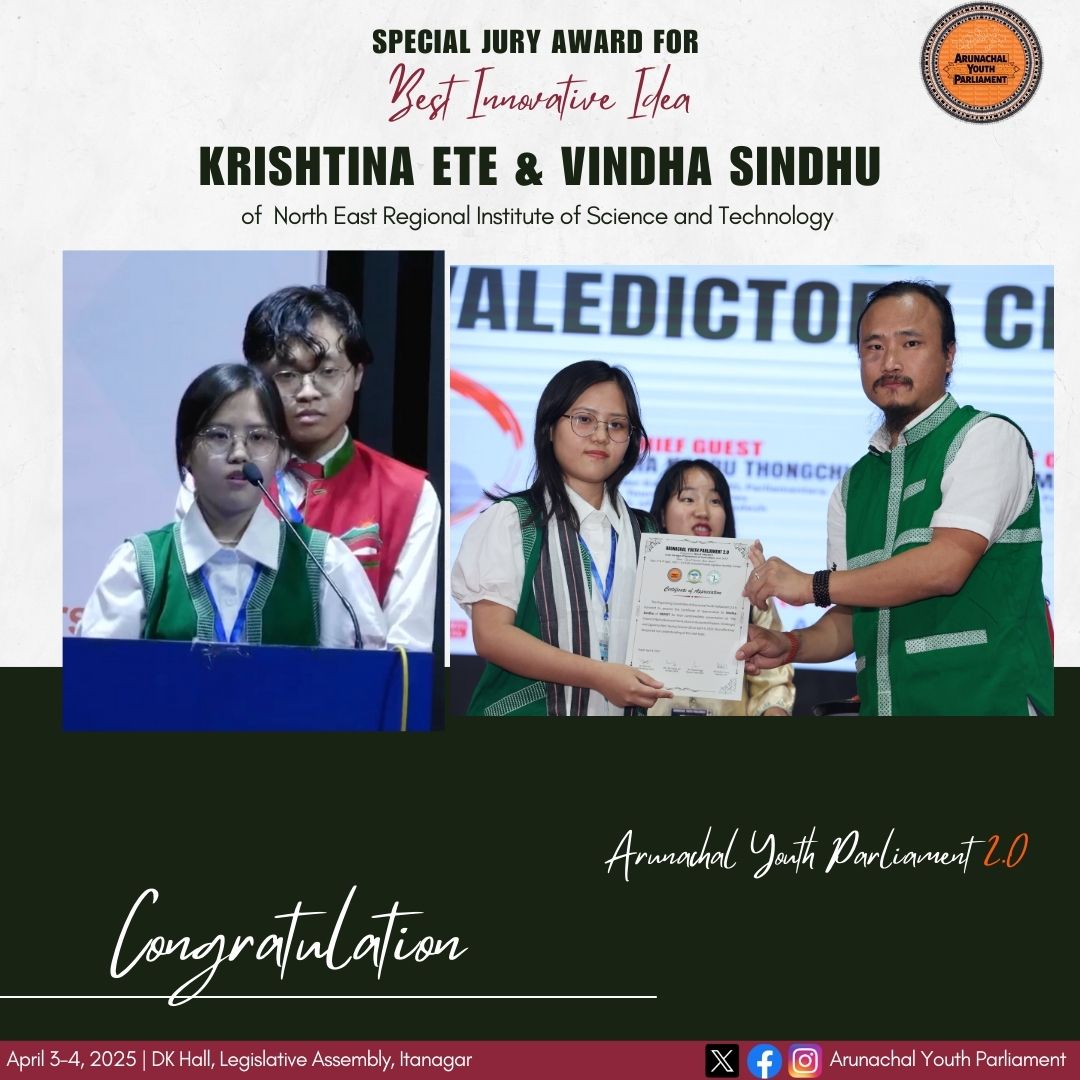 SPECIAL JURY AWARD FOR
Best Innovative Idea
KRISHTINA ETE & VINDHA SINDHU
of North East Regional Institute of Science and Technology
ARUNACHAL
YOUTH
PARLIAMENT
VALEDICTORY
CHIEF GUEST
THONGCHI
ARUNACHAL YOUTH PARLIAMENT 2.0
Certificate of Appreciation
Arunachal Youth Parliament 2.0
Congratulation
April 3-4, 2025 | DK Hall, Legislative Assembly, Itanagar
Arunachal Youth Parliament